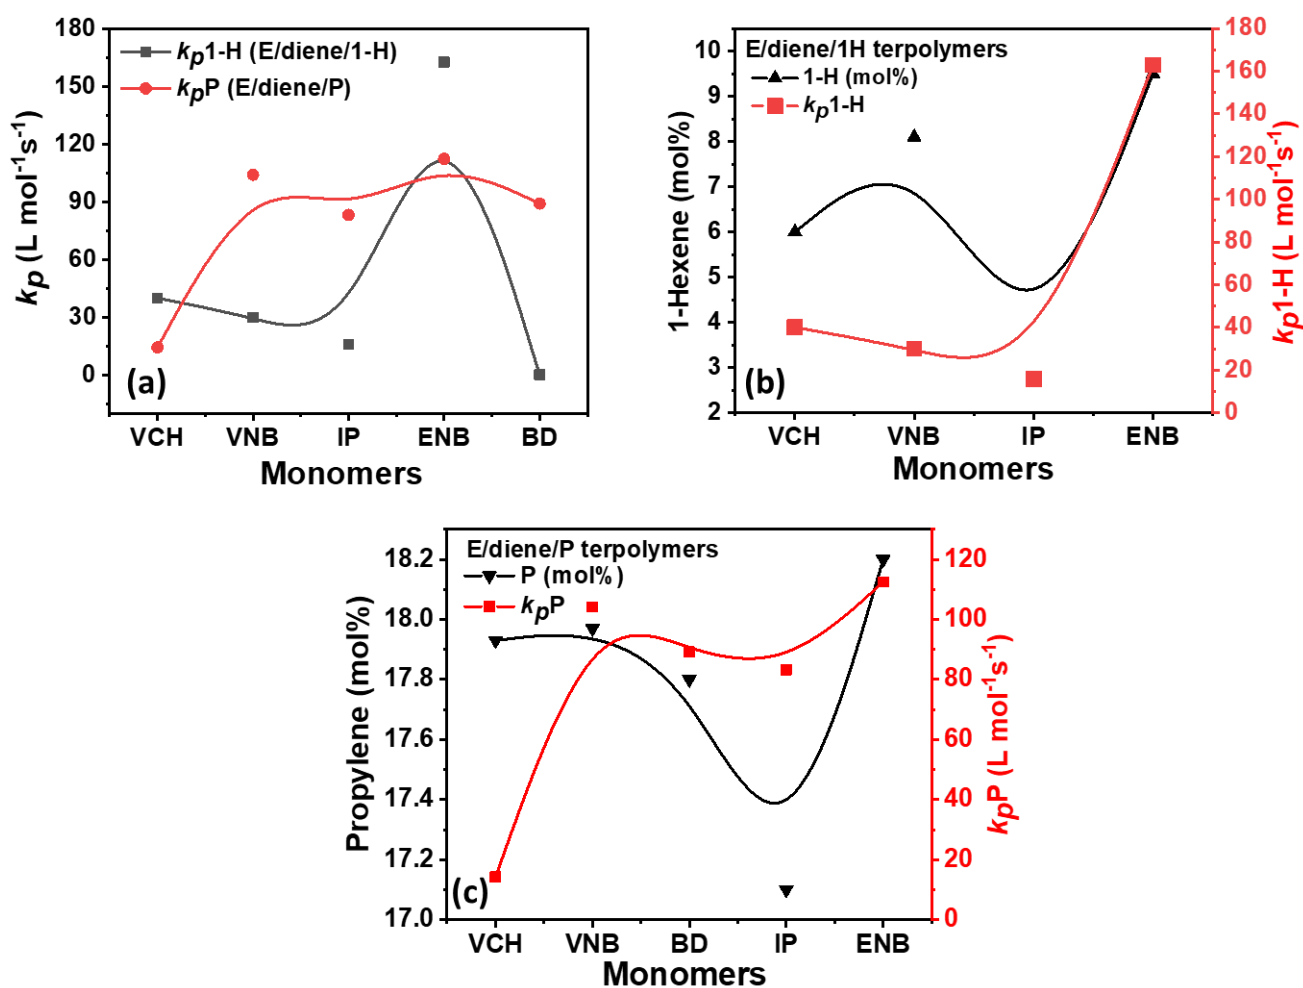 180
150
120
90
60
30
0
kp (L mol⁻¹s⁻¹)
kp1-H (E/diene/1-H)
kpP (E/diene/P)
(a)
VCH VNB IP ENB BD
Monomers
10
9
8
7
6
5
4
3
2
1-Hexene (mol%)
E/diene/1H terpolymers
1-H (mol%)
kp1-H
(b)
180
160
140
120
100
80
60
40
20
0
kp1-H (L mol⁻¹s⁻¹)
VCH VNB IP ENB
Monomers
18.2
18.0
17.8
17.6
17.4
17.2
17.0
Propylene (mol%)
E/diene/P terpolymers
P (mol%)
kpP
(c)
120
100
80
60
40
20
0
kpP (L mol⁻¹s⁻¹)
VCH VNB BD IP ENB
Monomers